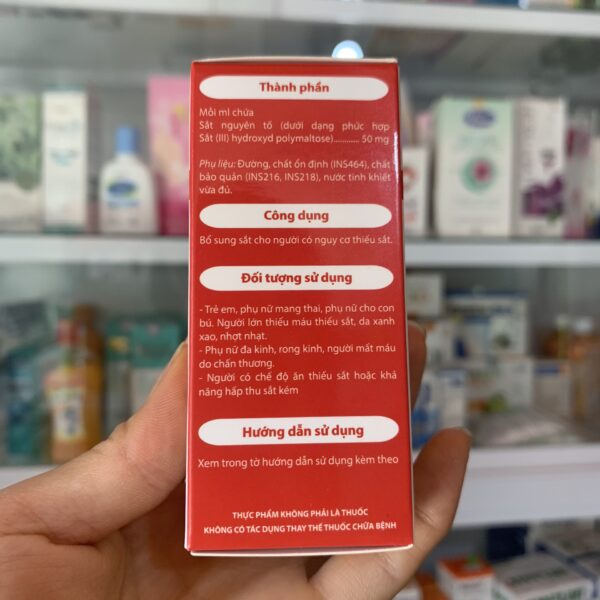 Thành phần
Mỗi ml chứa
Sắt nguyên tố (dưới dạng phức hợp
Sắt (III) hydroxyd polymaltose)............ 50 mg
Phụ liệu: Đường, chất ổn định (INS464), chất
bảo quản (INS216, INS218), nước tinh khiết
vừa đủ.
Công dụng
Bổ sung sắt cho người có nguy cơ thiếu sắt.
Đối tượng sử dụng
- Trẻ em, phụ nữ mang thai, phụ nữ cho con
bú. Người lớn thiếu máu thiếu sắt, da xanh
xao, nhợt nhạt.
- Phụ nữ đa kinh, rong kinh, người mất máu
do chấn thương.
- Người có chế độ ăn thiếu sắt hoặc khả
năng hấp thu sắt kém
Hướng dẫn sử dụng
Xem trong tờ hướng dẫn sử dụng kèm theo
THỰC PHẨM KHÔNG PHẢI LÀ THUỐC
KHÔNG CÓ TÁC DỤNG THAY THẾ THUỐC CHỮA BỆNH